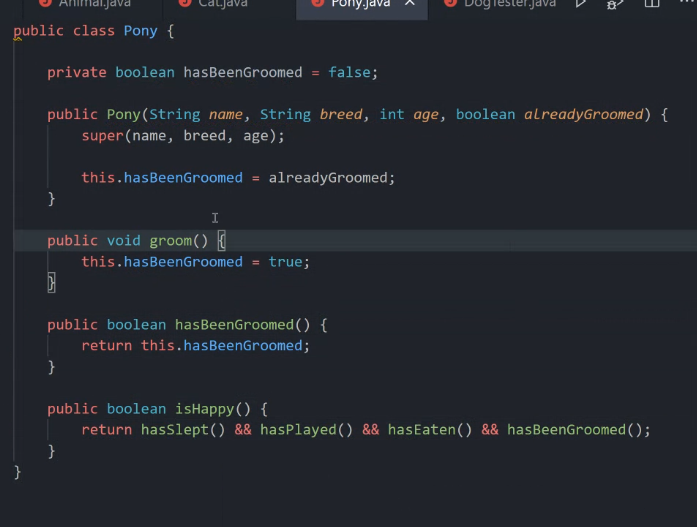 Animal.java Cat.java Pony.java × DogTester.java
public class Pony {
private boolean hasBeenGroomed = false;
public Pony(String name, String breed, int age, boolean alreadyGroomed) {
super(name, breed, age);
this.hasBeenGroomed = alreadyGroomed;
}
public void groom() {
this.hasBeenGroomed = true;
}
public boolean hasBeenGroomed() {
return this.hasBeenGroomed;
}
public boolean isHappy() {
return hasSlept() && hasPlayed() && hasEaten() && hasBeenGroomed();
}
}